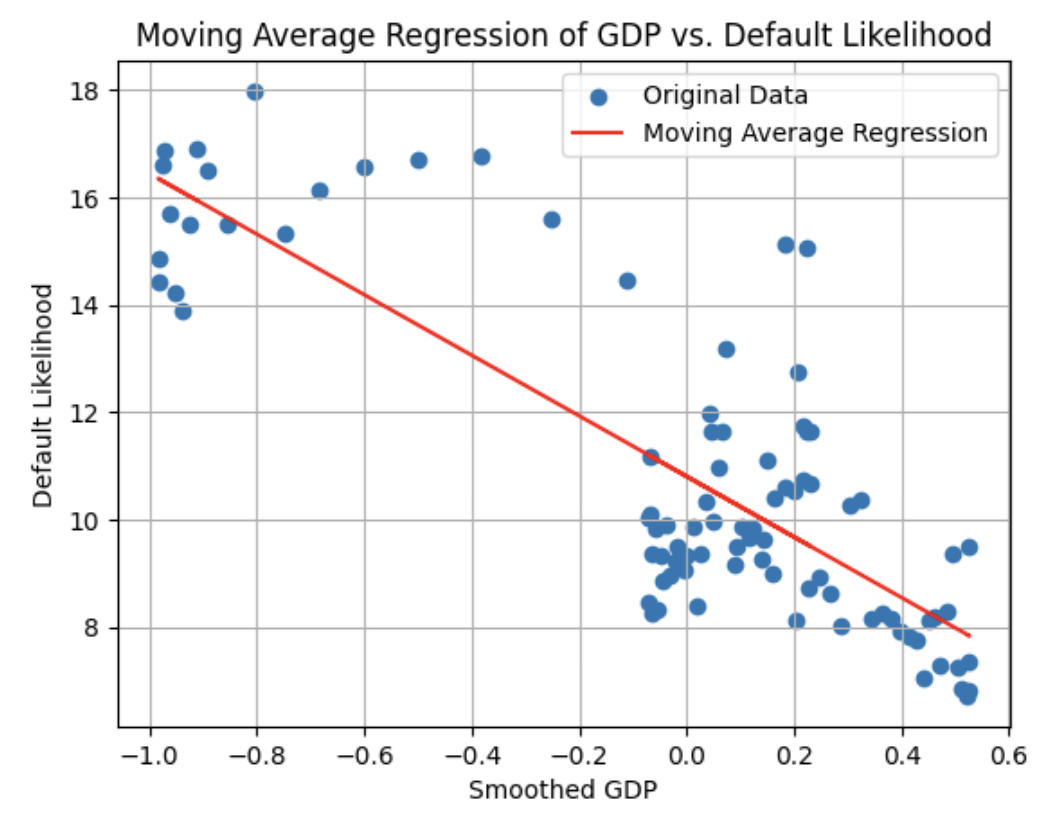 Moving Average Regression of GDP vs. Default Likelihood
Original Data
Moving Average Regression
Default Likelihood
18
16
14
12
10
8
−1.0 −0.8 −0.6 −0.4 −0.2 0.0 0.2 0.4 0.6
Smoothed GDP